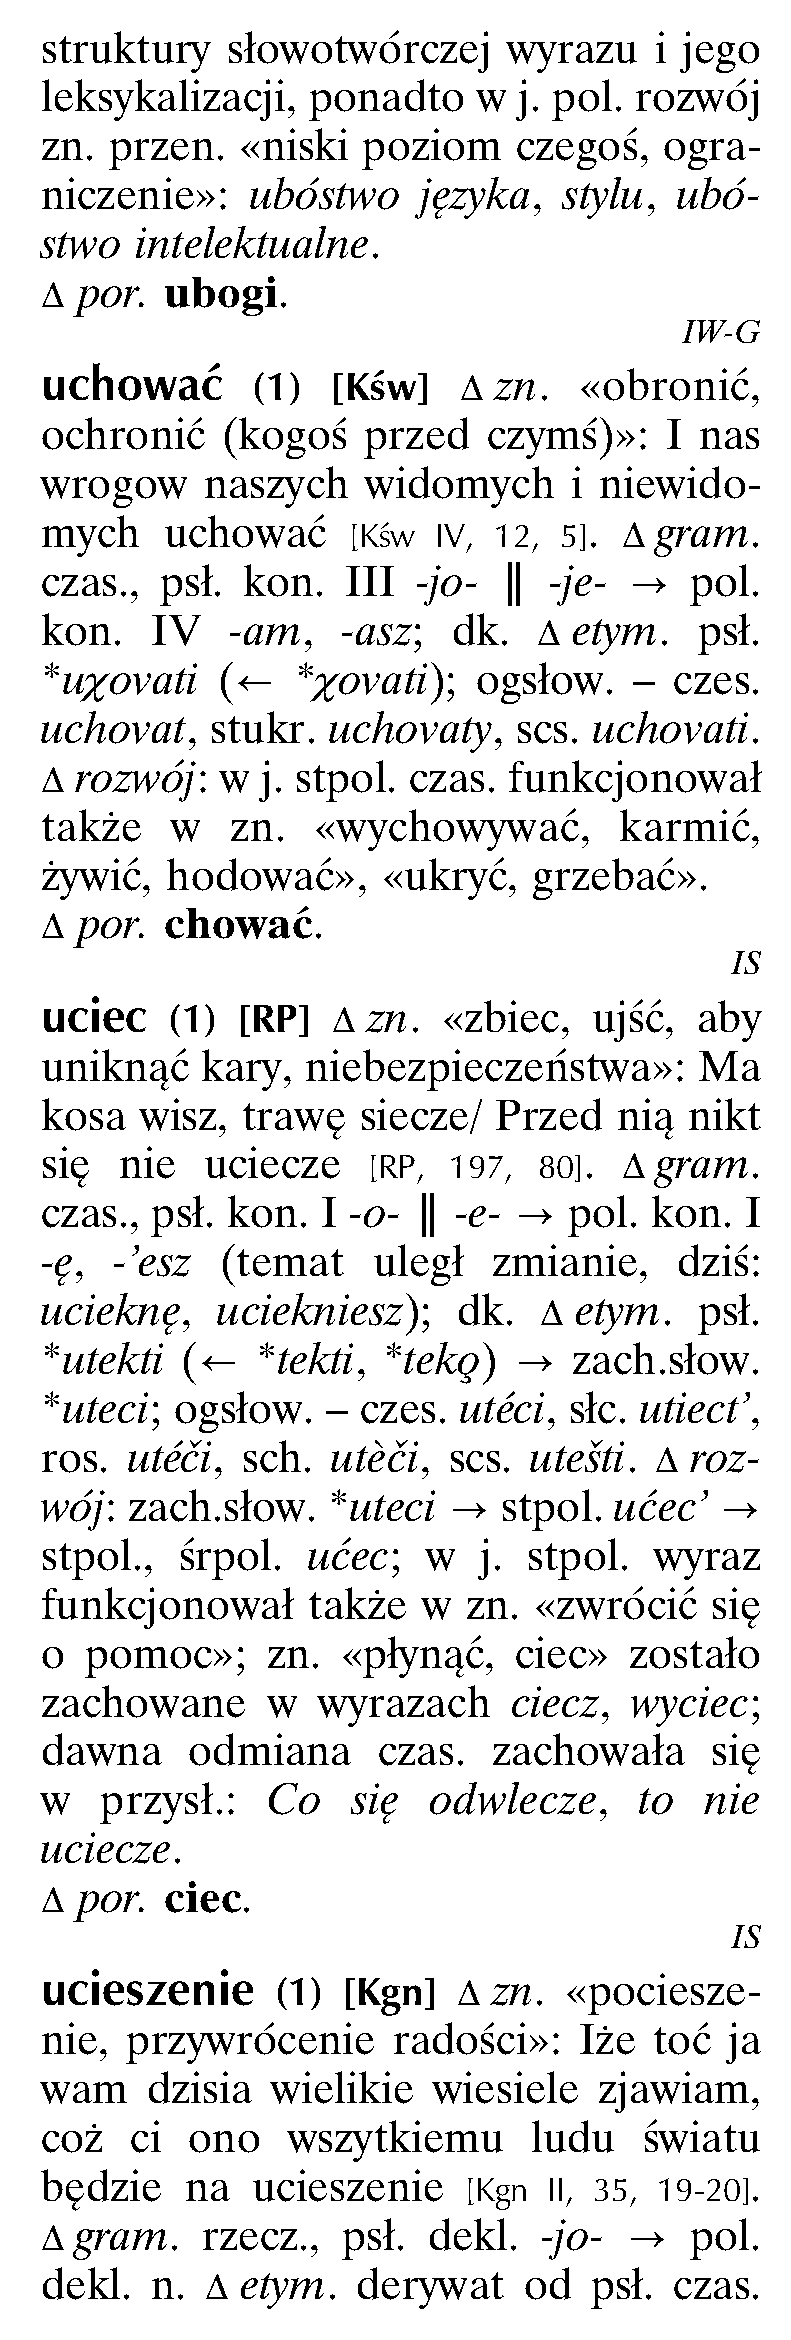 struktury słowotwórczej wyrazu i jego
leksykalizacji, ponadto w j. pol. rozwój
zn. przen. «niski poziom czegoś, ogra-
niczenie»: ubóstwo języka, stylu, ubó-
stwo intelektualne.
Δ por. ubogi.
IW-G
uchować (1) [Kśw] Δ zn. «obronić,
ochronić (kogoś przed czymś)»: I nas
wrogow naszych widomych i niewido-
mych uchować [Kśw IV, 12, 5]. Δ gram.
czas., psł. kon. III -jo- || -je- → pol.
kon. IV -am, -asz; dk. Δ etym. psł.
*uχovati (← *χovati); ogsłow. – czes.
uchovat, stukr. uchovaty, scs. uchovati.
Δ rozwój: w j. stpol. czas. funkcjonował
także w zn. «wychowywać, karmić,
żywić, hodować», «ukryć, grzebać».
Δ por. chować.
IS
uciec (1) [RP] Δ zn. «zbiec, ujść, aby
uniknąć kary, niebezpieczeństwa»: Ma
kosa wisz, trawę siecze/ Przed nią nikt
się nie uciecze [RP, 197, 80]. Δ gram.
czas., psł. kon. I -o- || -e- → pol. kon. I
-ę, -’esz (temat uległ zmianie, dziś:
ucieknę, uciekniesz); dk. Δ etym. psł.
*utekti (← *tekti, *tekǫ) → zach.słow.
*uteci; ogsłow. – czes. utéci, słc. utiect’,
ros. utéči, sch. utèči, scs. utešti. Δ roz-
wój: zach.słow. *uteci → stpol. ućec’ →
stpol., śrpol. ućec; w j. stpol. wyraz
funkcjonował także w zn. «zwrócić się
o pomoc»; zn. «płynąć, ciec» zostało
zachowane w wyrazach ciecz, wyciec;
dawna odmiana czas. zachowała się
w przysł.: Co się odwlecze, to nie
uciecze.
Δ por. ciec.
IS
ucieszenie (1) [Kgn] Δ zn. «pociesze-
nie, przywrócenie radości»: Iże toć ja
wam dzisia wielikie wiesiele zjawiam,
coż ci ono wszytkiemu ludu światu
będzie na ucieszenie [Kgn II, 35, 19-20].
Δ gram. rzecz., psł. dekl. -jo- → pol.
dekl. n. Δ etym. derywat od psł. czas.